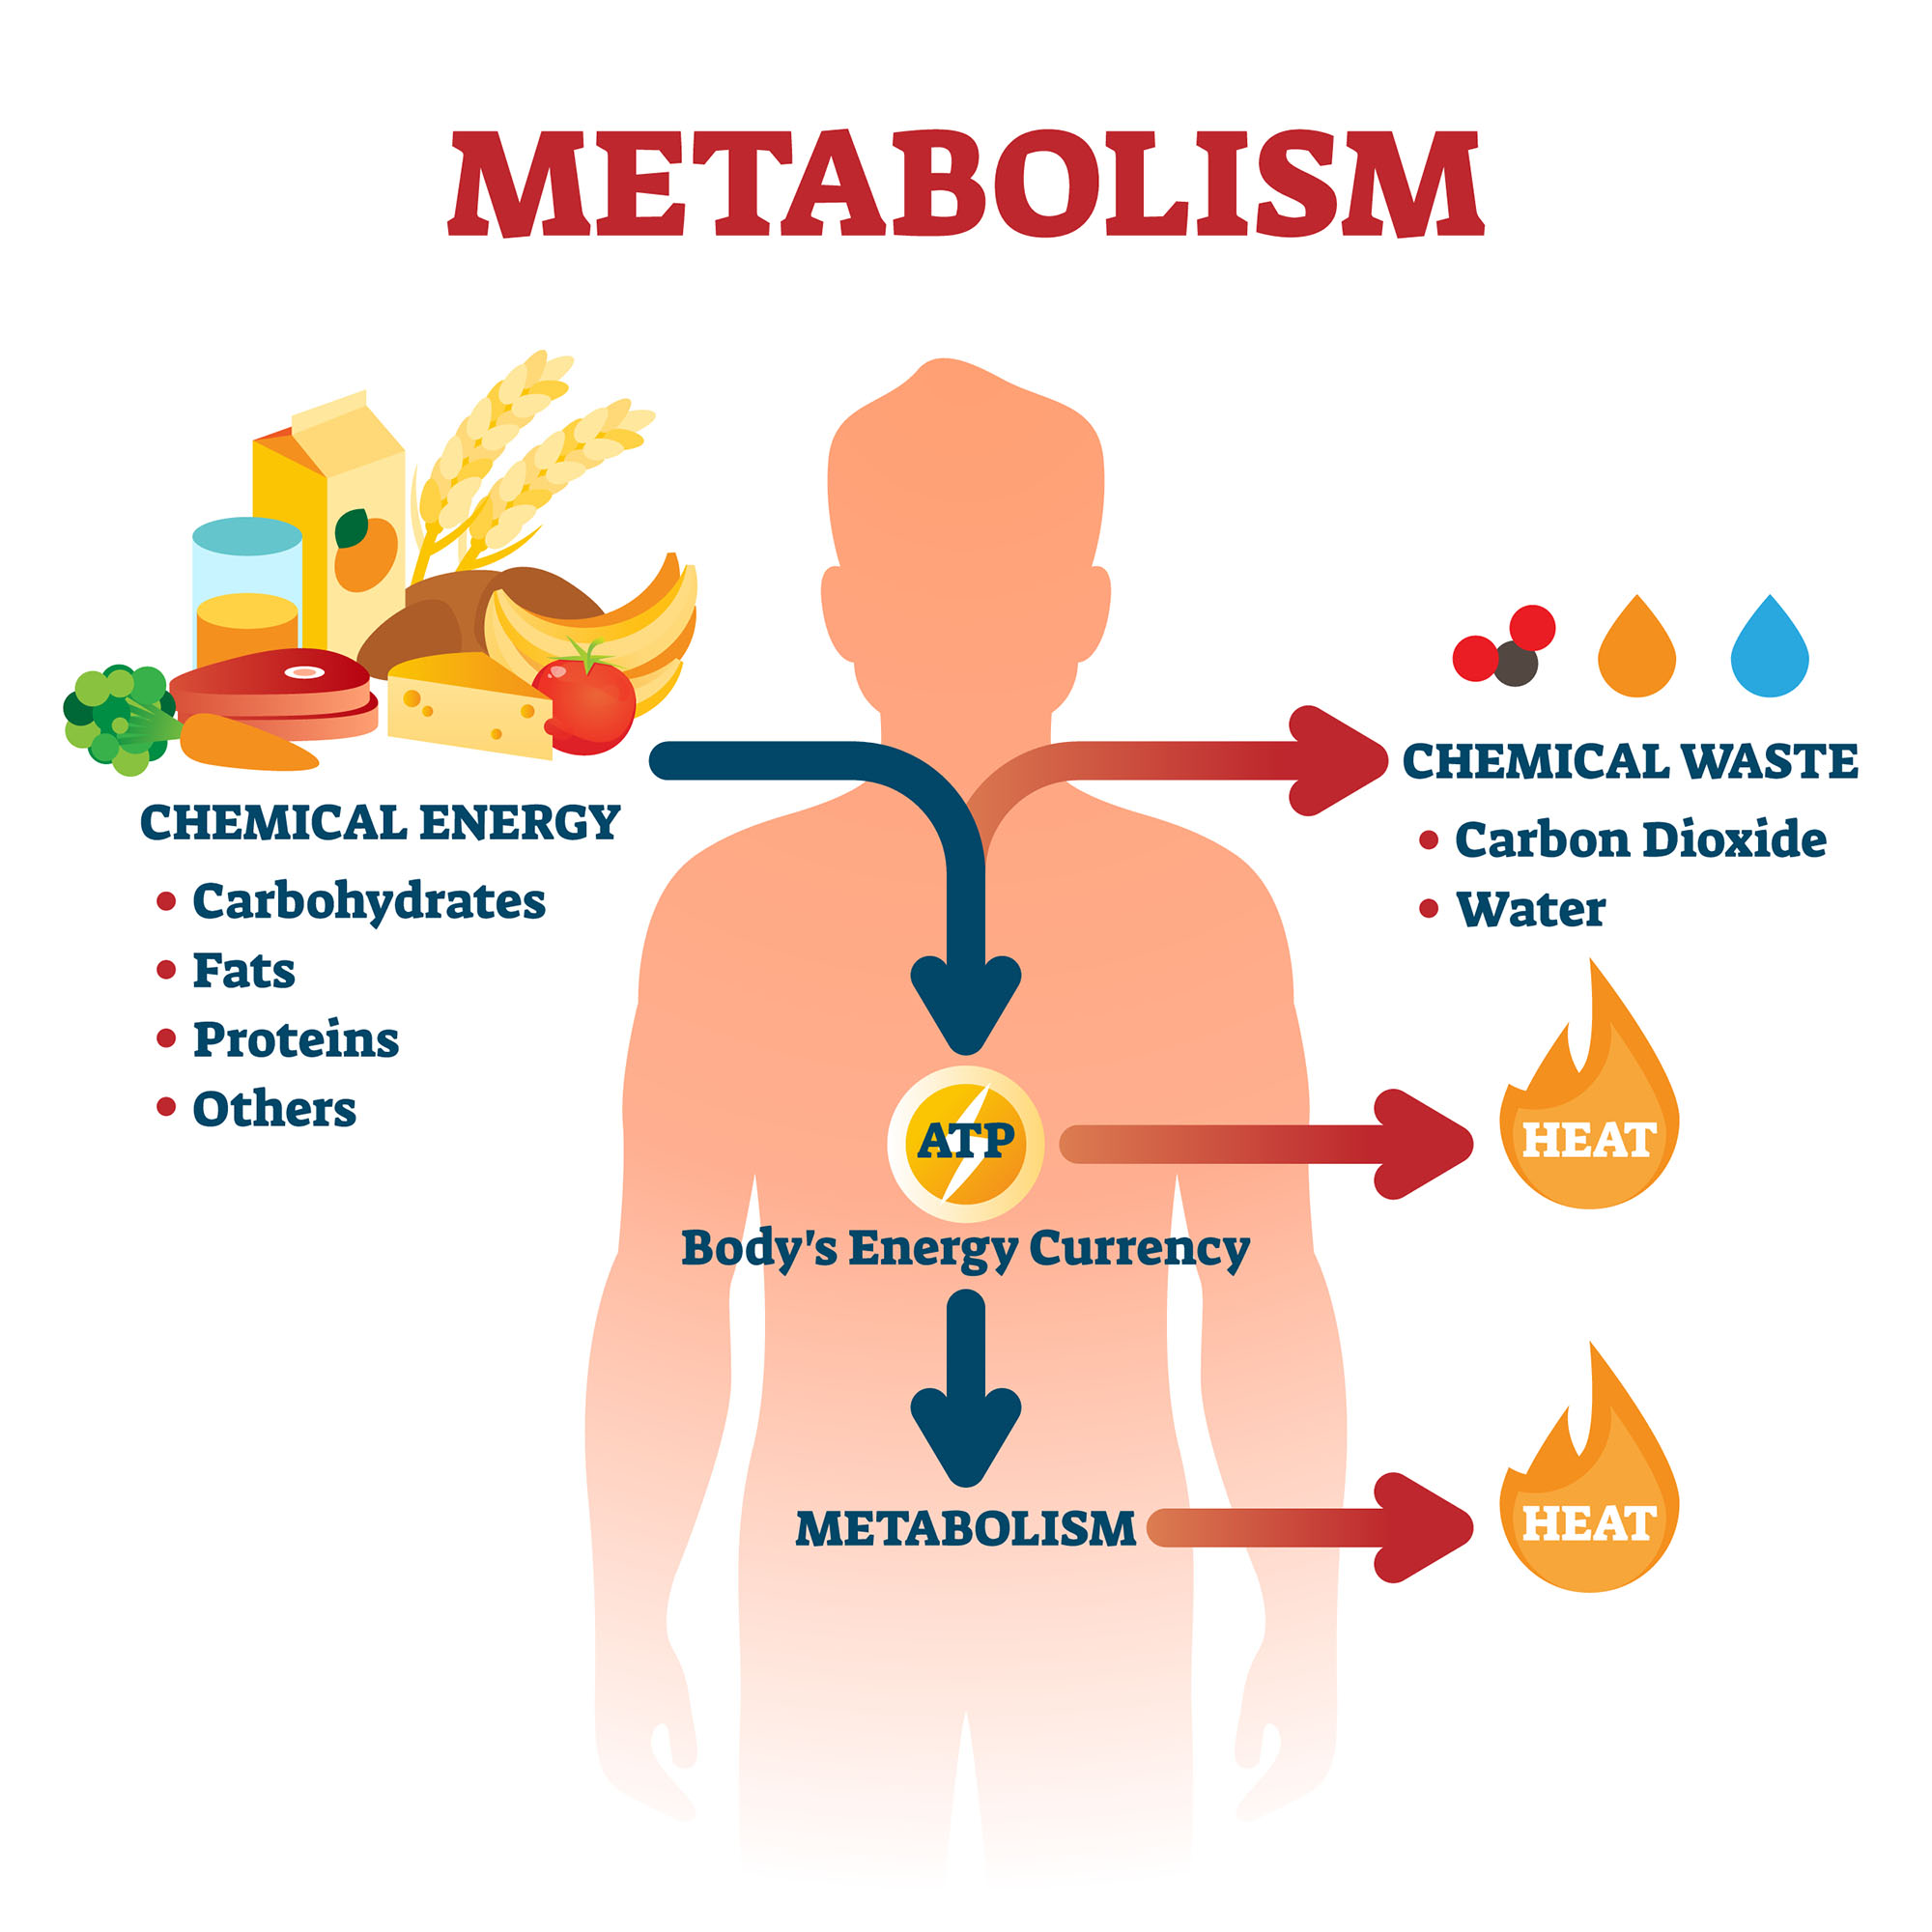 METABOLISM
CHEMICAL ENERGY
Carbohydrates
Fats
Proteins
Others
CHEMICAL WASTE
Carbon Dioxide
Water
ATP
Body's Energy Currency
HEAT
METABOLISM
HEAT